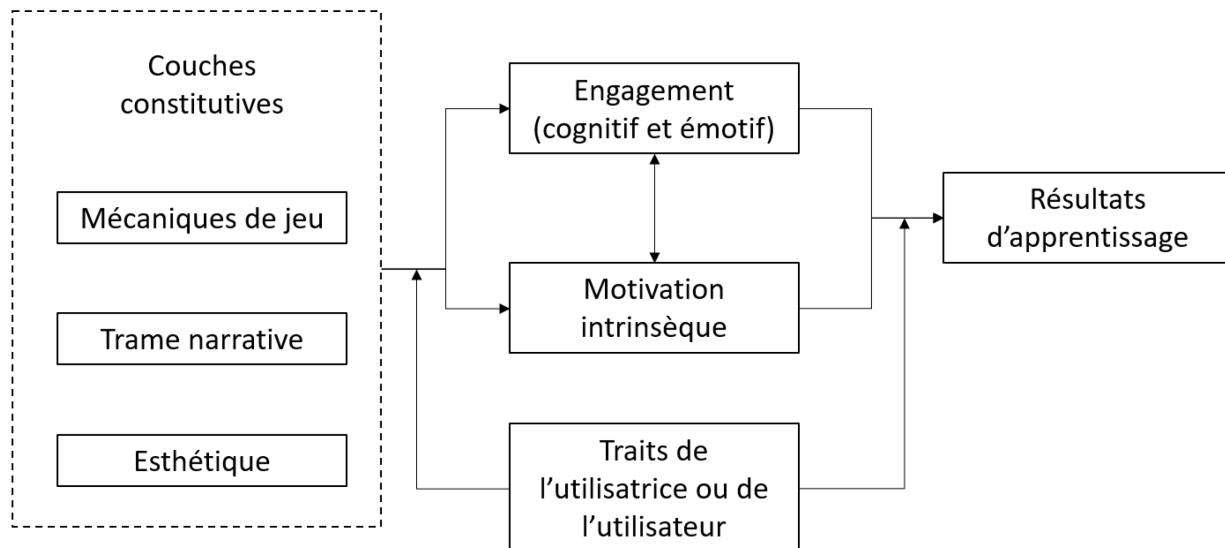 Couches
constitutives
Mécaniques de jeu
Trame narrative
Esthétique
Engagement
(cognitif et émotif)
Motivation
intrinsèque
Traits de
l’utilisatrice ou de
l’utilisateur
Résultats
d’apprentissage